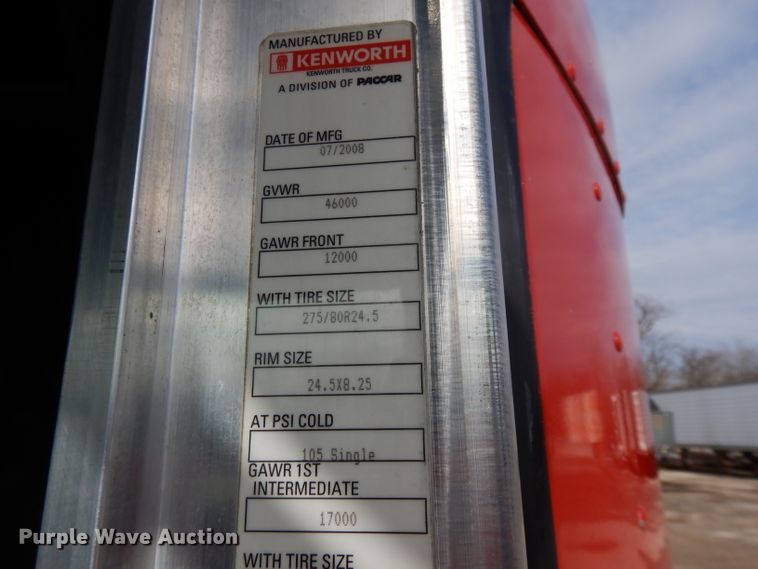 MANUFACTURED BY
KENWORTH
KENWORTH TRUCK CO.
A DIVISION OF PACCAR
DATE OF MFG
07/2008
GVWR
46000
GAWR FRONT
12000
WITH TIRE SIZE
275/80R24.5
RIM SIZE
24.5X8.25
AT PSI COLD
105 Single
GAWR 1ST
INTERMEDIATE
17000
WITH TIRE SIZE
Purple Wave Auction®